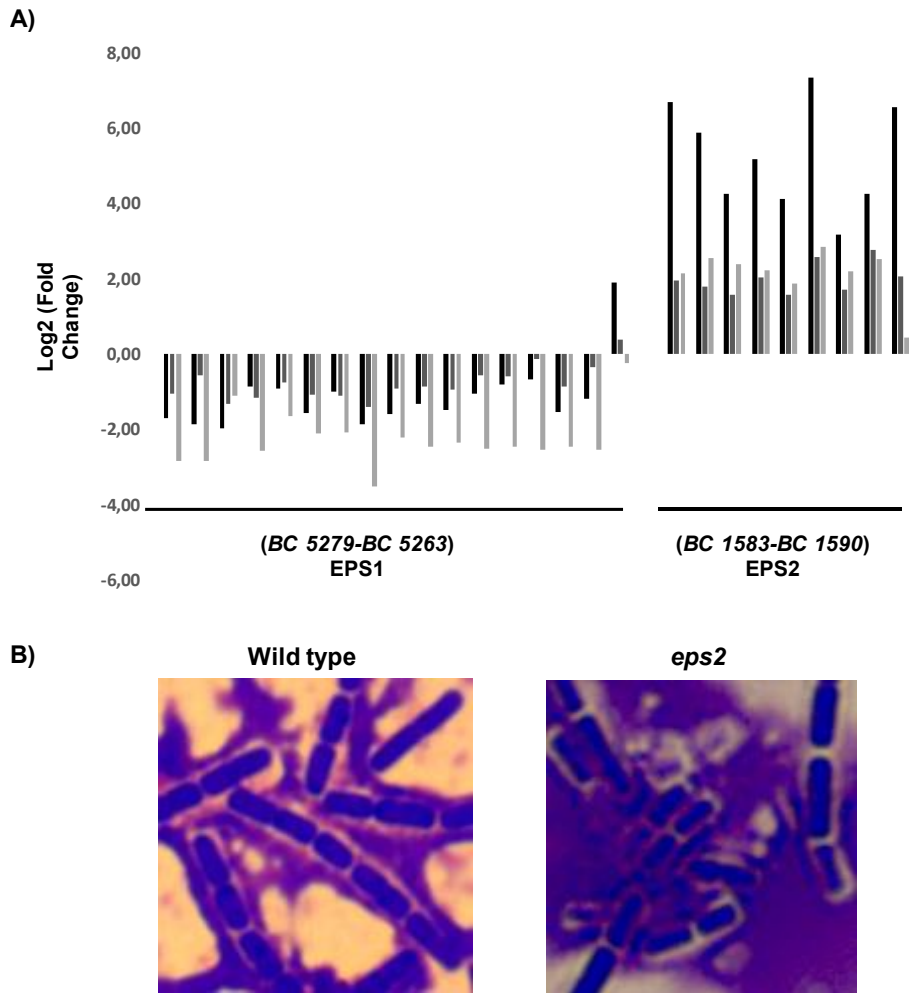 A)
8,00
6,00
4,00
2,00
0,00
-2,00
-4,00
-6,00
Log2 (Fold
Change)
(BC 5279-BC 5263)
EPS1
(BC 1583-BC 1590)
EPS2
B)
Wild type
eps2